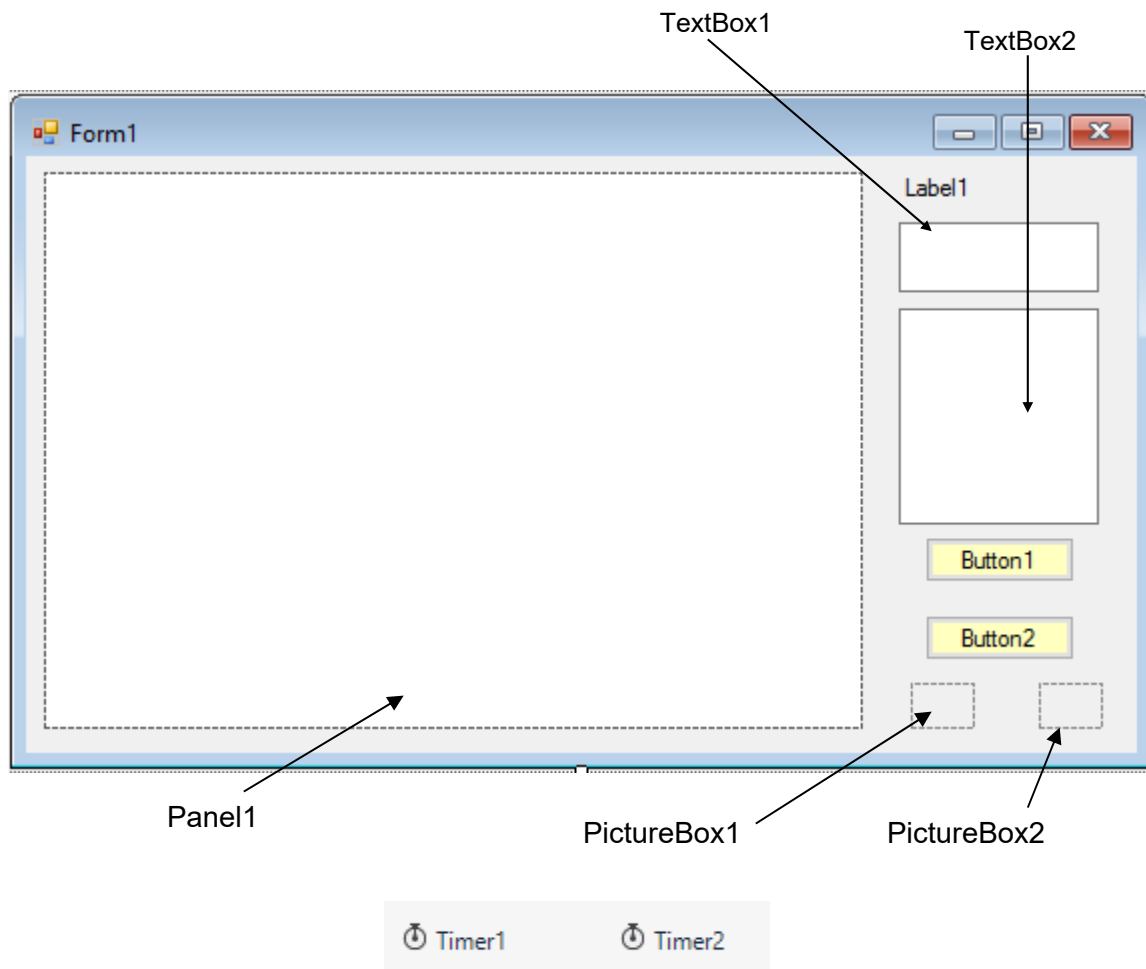 TextBox1
TextBox2
Form1
Label1
Button1
Button2
Panel1
PictureBox1
PictureBox2
Timer1
Timer2